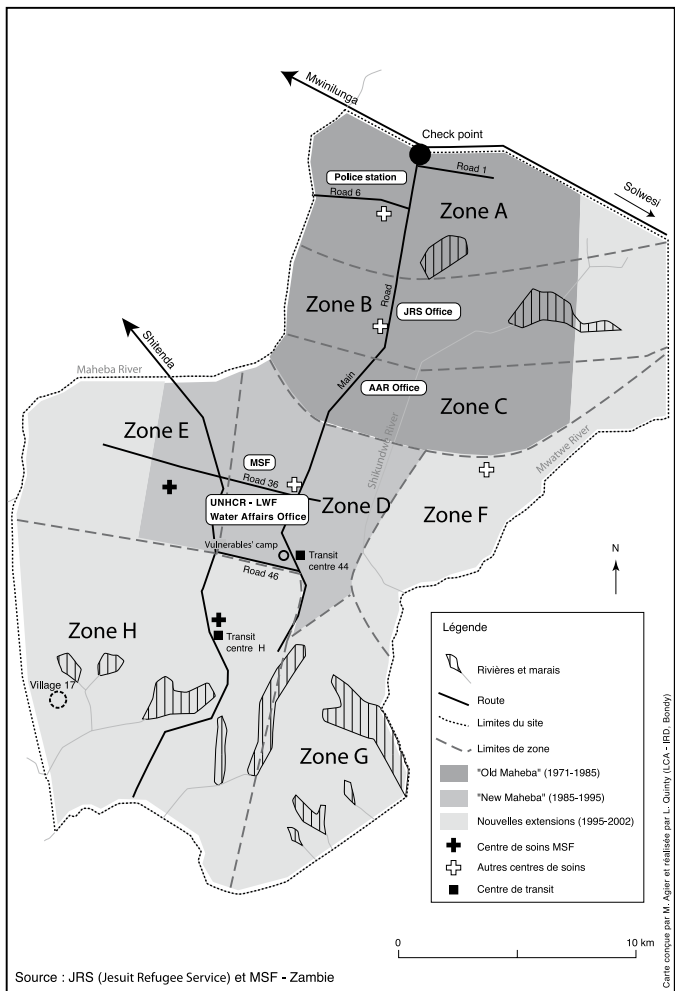 Mwinilunga
Check point
Road 1
Solwesi
Police station
Road 6
Zone A
Zone B
Road
JRS Office
Shitenda
Maheba River
Main
AAR Office
Zone C
Zone E
Shikundwe River
Mwatwe River
MSF
Road 36
Zone D
Zone F
UNHCR - LWF
Water Affairs Office
Vulnerables' camp
Transit
centre 44
Road 46
N
Zone H
Transit
centre H
Village 17
Zone G
Légende
Rivières et marais
Route
Limites du site
Limites de zone
"Old Maheba" (1971-1985)
"New Maheba" (1985-1995)
Nouvelles extensions (1995-2002)
Centre de soins MSF
Autres centres de soins
Centre de transit
0 10 km
Source : JRS (Jesuit Refugee Service) et MSF - Zambie
Carte conçue par M. Agier et réalisée par L. Quinty (LCA - IRD, Bondy)